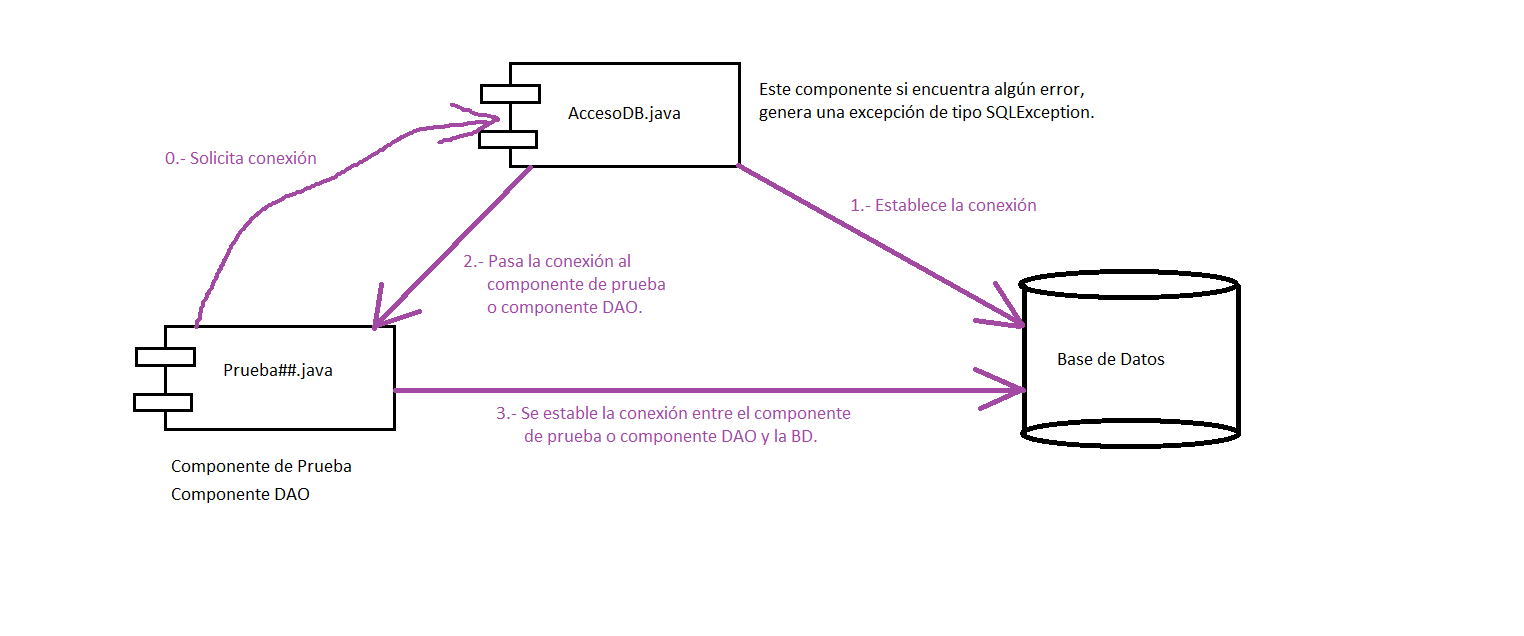 Este componente si encuentra algún error,
genera una excepción de tipo SQLException.
AccesoDB.java
0.- Solicita conexión
1.- Establece la conexión
2.- Pasa la conexión al
componente de prueba
o componente DAO.
Prueba##.java
Base de Datos
3.- Se estable la conexión entre el componente
de prueba o componente DAO y la BD.
Componente de Prueba
Componente DAO